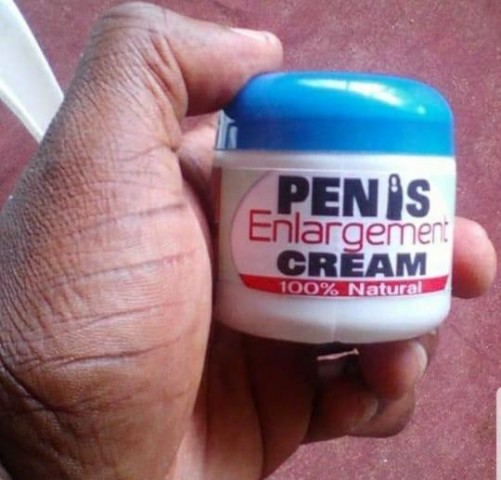 PENIS
Enlargement
CREAM
100% Natural